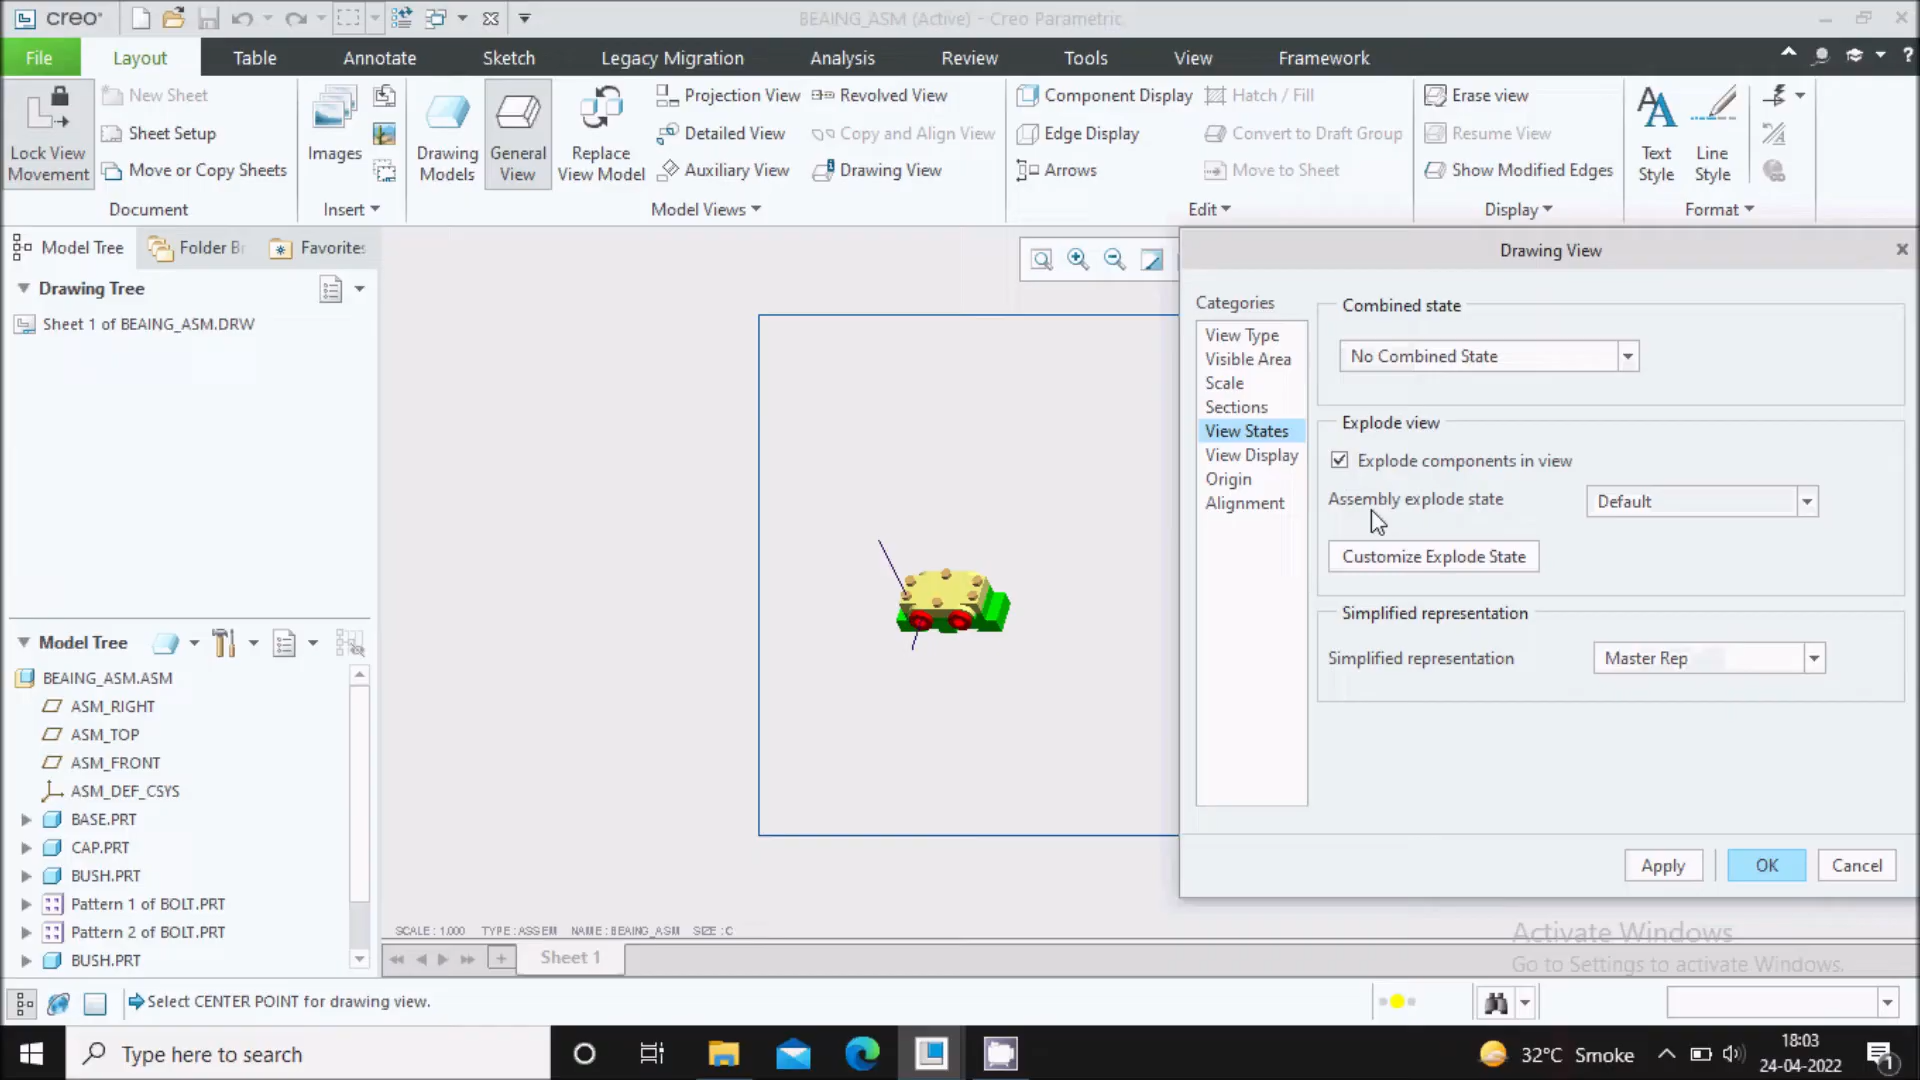 creo
BEAING_ASM (Active) - Creo Parametric
File
Layout
Table
Annotate
Sketch
Legacy Migration
Analysis
Review
Tools
View
Framework
Lock View
Movement
New Sheet
Sheet Setup
Move or Copy Sheets
Document
Images
Insert
Drawing
Models
General
View
Replace
View Model
Projection View
Detailed View
Auxiliary View
Revolved View
Copy and Align View
Drawing View
Model Views
Component Display
Edge Display
Arrows
Hatch / Fill
Convert to Draft Group
Move to Sheet
Edit
Erase view
Resume View
Show Modified Edges
Display
Text
Style
Line
Style
Format
Model Tree
Folder Br
Favorites
Drawing Tree
Sheet 1 of BEAING_ASM.DRW
Model Tree
BEAING_ASM.ASM
ASM_RIGHT
ASM_TOP
ASM_FRONT
ASM_DEF_CSYS
BASE.PRT
CAP.PRT
BUSH.PRT
Pattern 1 of BOLT.PRT
Pattern 2 of BOLT.PRT
BUSH.PRT
Drawing View
Categories
View Type
Visible Area
Scale
Sections
View States
View Display
Origin
Alignment
Combined state
No Combined State
Explode view
Explode components in view
Assembly explode state
Default
Customize Explode State
Simplified representation
Simplified representation
Master Rep
Apply
OK
Cancel
SCALE : 1.000 TYPE : ASSEM NAME : BEAING_ASM SIZE : C
Sheet 1
Activate Windows
Go to Settings to activate Windows.
Select CENTER POINT for drawing view.
Type here to search
32°C Smoke
18:03
24-04-2022
1